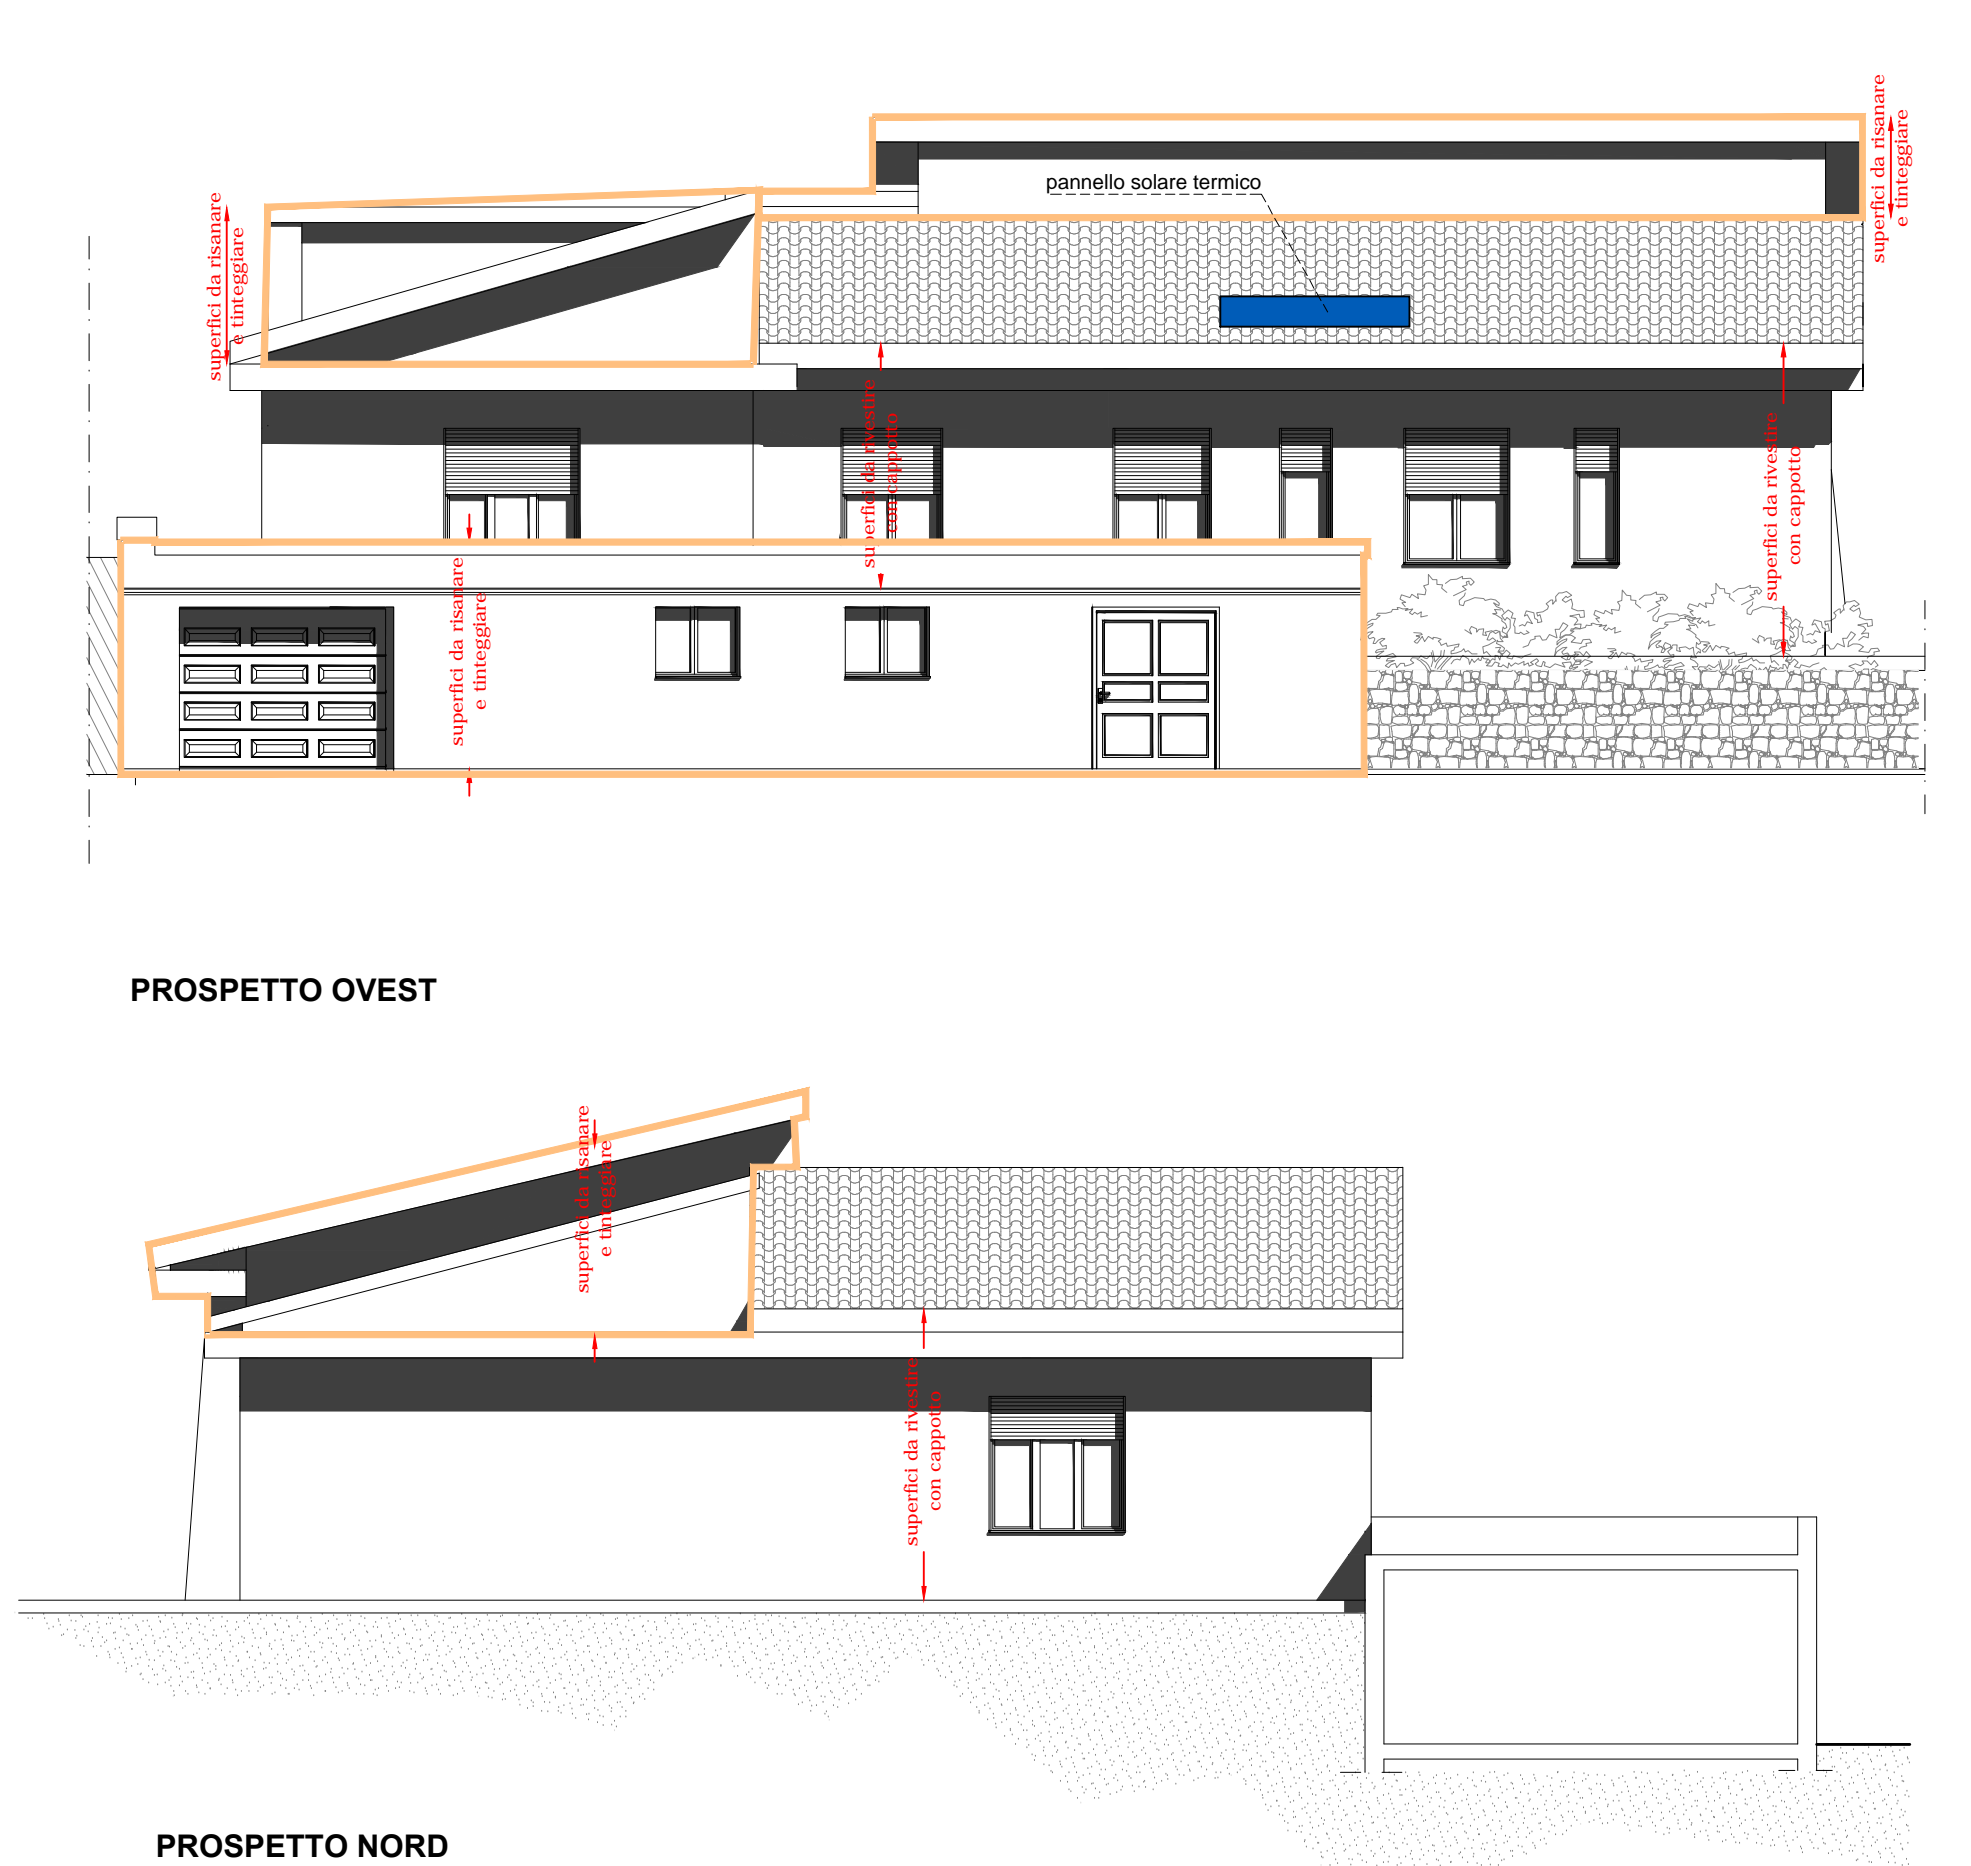 superfici da risanare
e tinteggiare
pannello solare termico
superfici da risanare
e tinteggiare
superfici da rivestire
con cappotto
superfici da rivestire
con cappotto
superfici da risanare
e tinteggiare
PROSPETTO OVEST
superfici da risanare
e tinteggiare
superfici da rivestire
con cappotto
PROSPETTO NORD